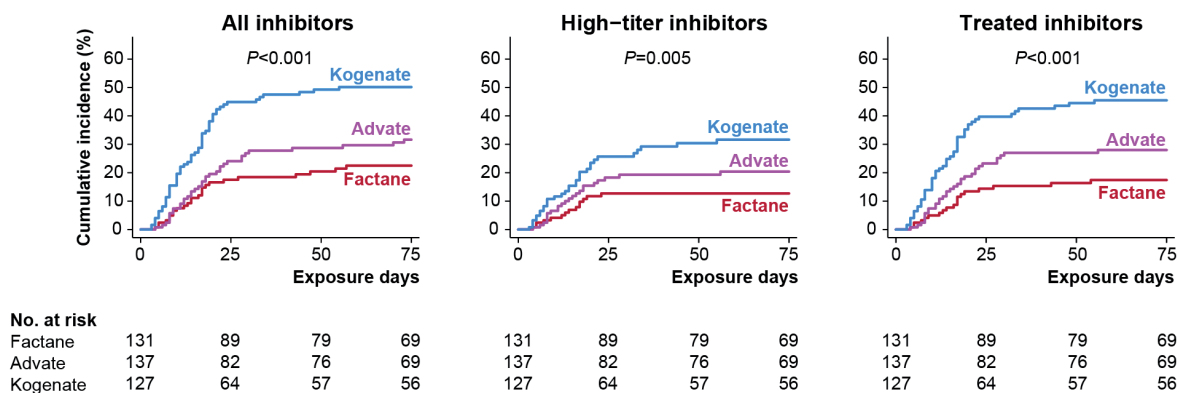 All inhibitors
Cumulative incidence (%)
60
50
40
30
20
10
0
P<0.001
Kogenate
Advate
Factane
0 25 50 75
Exposure days
High−titer inhibitors
60
50
40
30
20
10
0
P=0.005
Kogenate
Advate
Factane
0 25 50 75
Exposure days
Treated inhibitors
60
50
40
30
20
10
0
P<0.001
Kogenate
Advate
Factane
0 25 50 75
Exposure days
No. at risk
Factane 131 89 79 69 131 89 79 69 131 89 79 69
Advate 137 82 76 69 137 82 76 69 137 82 76 69
Kogenate 127 64 57 56 127 64 57 56 127 64 57 56